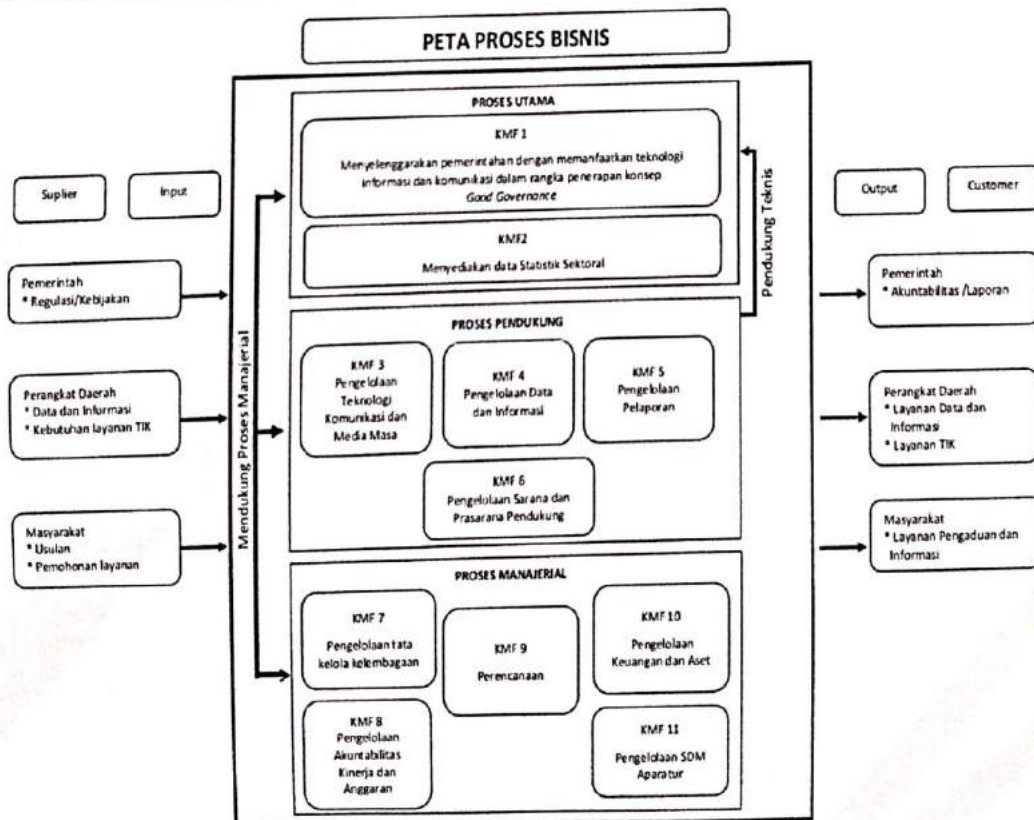 PETA PROSES BISNIS
PROSES UTAMA
KMF 1
Menyelenggarakan pemerintahan dengan memanfaatkan teknologi
informasi dan komunikasi dalam rangka penerapan konsep
Good Governance
KMF2
Menyediakan data Statistik Sektoral
Suplier
Input
Pemerintah
* Regulasi/Kebijakan
Perangkat Daerah
* Data dan Informasi
* Kebutuhan layanan TIK
Masyarakat
* Usulan
* Pemohonan layanan
Mendukung Proses Manajerial
Pendukung Teknis
PROSES PENDUKUNG
KMF 3
Pengelolaan
Teknologi
Komunikasi dan
Media Masa
KMF 4
Pengelolaan Data
dan Informasi
KMF 5
Pengelolaan
Pelaporan
KMF 6
Pengelolaan Sarana dan
Prasarana Pendukung
PROSES MANAJERIAL
KMF 7
Pengelolaan tata
kelola kelembagaan
KMF 9
Perencanaan
KMF 10
Pengelolaan
Keuangan dan Aset
KMF 8
Pengelolaan
Akuntabilitas
Kinerja dan
Anggaran
KMF 11
Pengelolaan SDM
Aparatur
Output
Customer
Pemerintah
* Akuntabilitas /Laporan
Perangkat Daerah
* Layanan Data dan
Informasi
* Layanan TIK
Masyarakat
* Layanan Pengaduan dan
Informasi